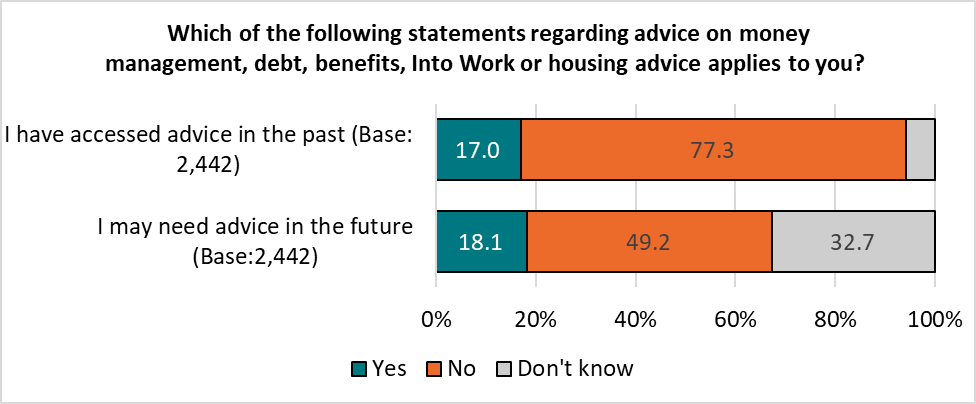 Which of the following statements regarding advice on money
management, debt, benefits, Into Work or housing advice applies to you?
I have accessed advice in the past (Base:
2,442)
17.0 77.3
I may need advice in the future
(Base:2,442)
18.1 49.2 32.7
0% 20% 40% 60% 80% 100%
Yes No Don't know